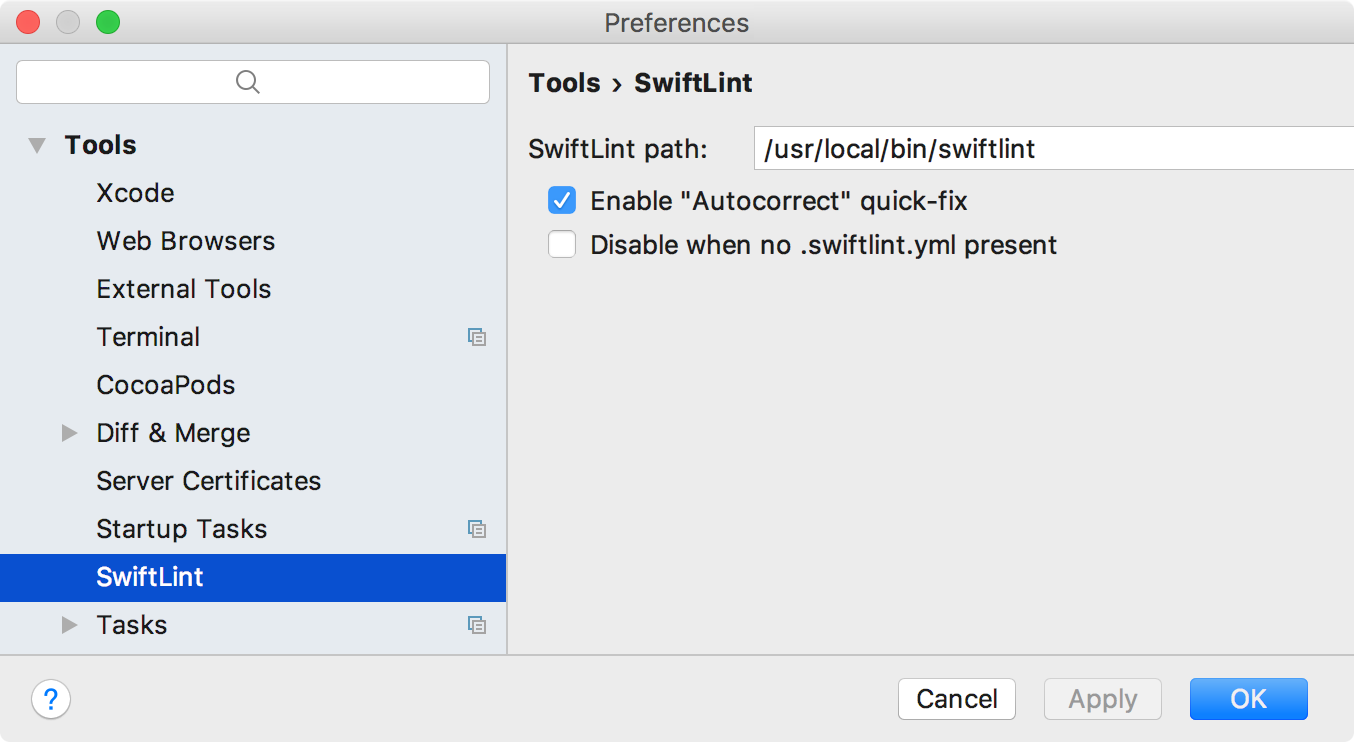 Preferences
Tools
Xcode
Web Browsers
External Tools
Terminal
CocoaPods
Diff & Merge
Server Certificates
Startup Tasks
SwiftLint
Tasks
Tools › SwiftLint
SwiftLint path: /usr/local/bin/swiftlint
Enable "Autocorrect" quick-fix
Disable when no .swiftlint.yml present
?
Cancel Apply OK